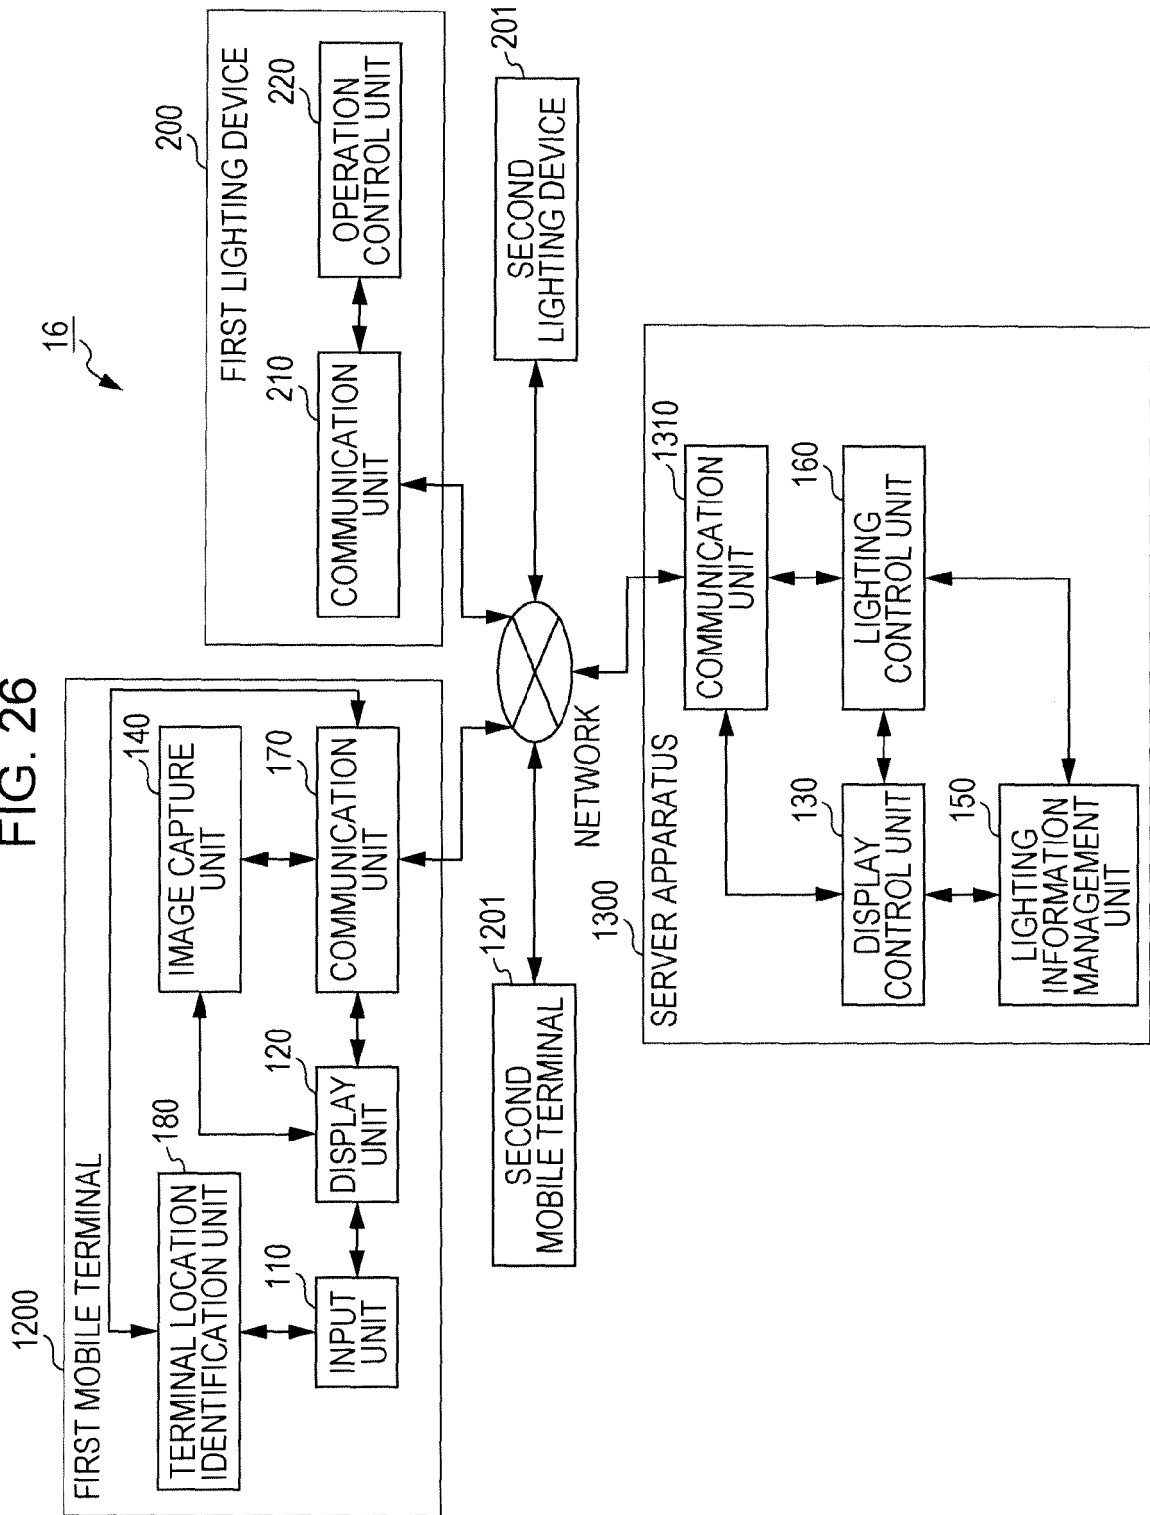 FIG. 26
16
1200
FIRST MOBILE TERMINAL
180
TERMINAL LOCATION
IDENTIFICATION UNIT
140
IMAGE CAPTURE
UNIT
110
INPUT
UNIT
120
DISPLAY
UNIT
170
COMMUNICATION
UNIT
200
FIRST LIGHTING DEVICE
210
COMMUNICATION
UNIT
220
OPERATION
CONTROL UNIT
1201
SECOND
MOBILE TERMINAL
NETWORK
201
SECOND
LIGHTING DEVICE
1300
SERVER APPARATUS
1310
COMMUNICATION
UNIT
130
DISPLAY
CONTROL UNIT
160
LIGHTING
CONTROL UNIT
150
LIGHTING
INFORMATION
MANAGEMENT
UNIT